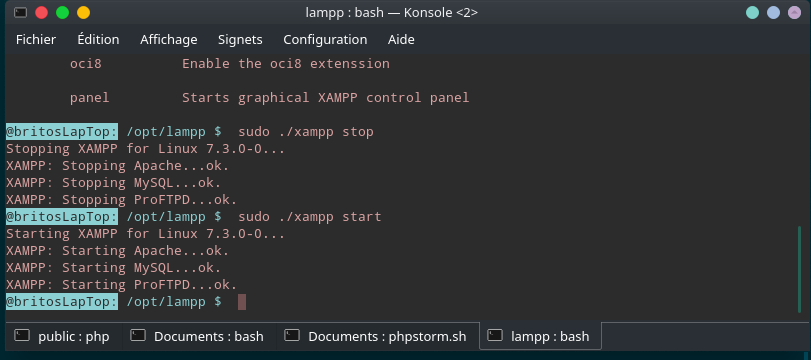 lampp : bash — Konsole <2>
Fichier Édition Affichage Signets Configuration Aide
oci8 Enable the oci8 extenssion
panel Starts graphical XAMPP control panel
@britosLapTop: /opt/lampp $ sudo ./xampp stop
Stopping XAMPP for Linux 7.3.0-0...
XAMPP: Stopping Apache...ok.
XAMPP: Stopping MySQL...ok.
XAMPP: Stopping ProFTPD...ok.
@britosLapTop: /opt/lampp $ sudo ./xampp start
Starting XAMPP for Linux 7.3.0-0...
XAMPP: Starting Apache...ok.
XAMPP: Starting MySQL...ok.
XAMPP: Starting ProFTPD...ok.
@britosLapTop: /opt/lampp $
public : php Documents : bash Documents : phpstorm.sh lampp : bash